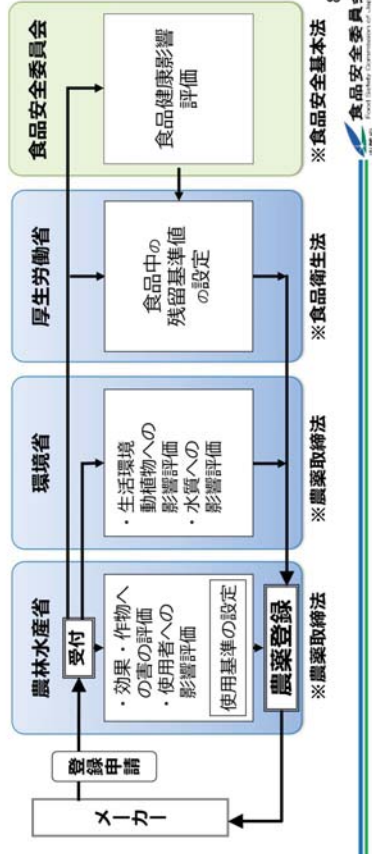 メーカー
登録申請
農林水産省
受付
・効果・作物へ
の害の評価
・使用者への
影響評価
使用基準の設定
農薬登録
※農薬取締法
環境省
・生活環境
動植物への
影響評価
・水質への
影響評価
※農薬取締法
厚生労働省
食品中の
残留基準値
の設定
※食品衛生法
食品安全委員会
食品健康影響
評価
※食品安全基本法
食品安全委員会